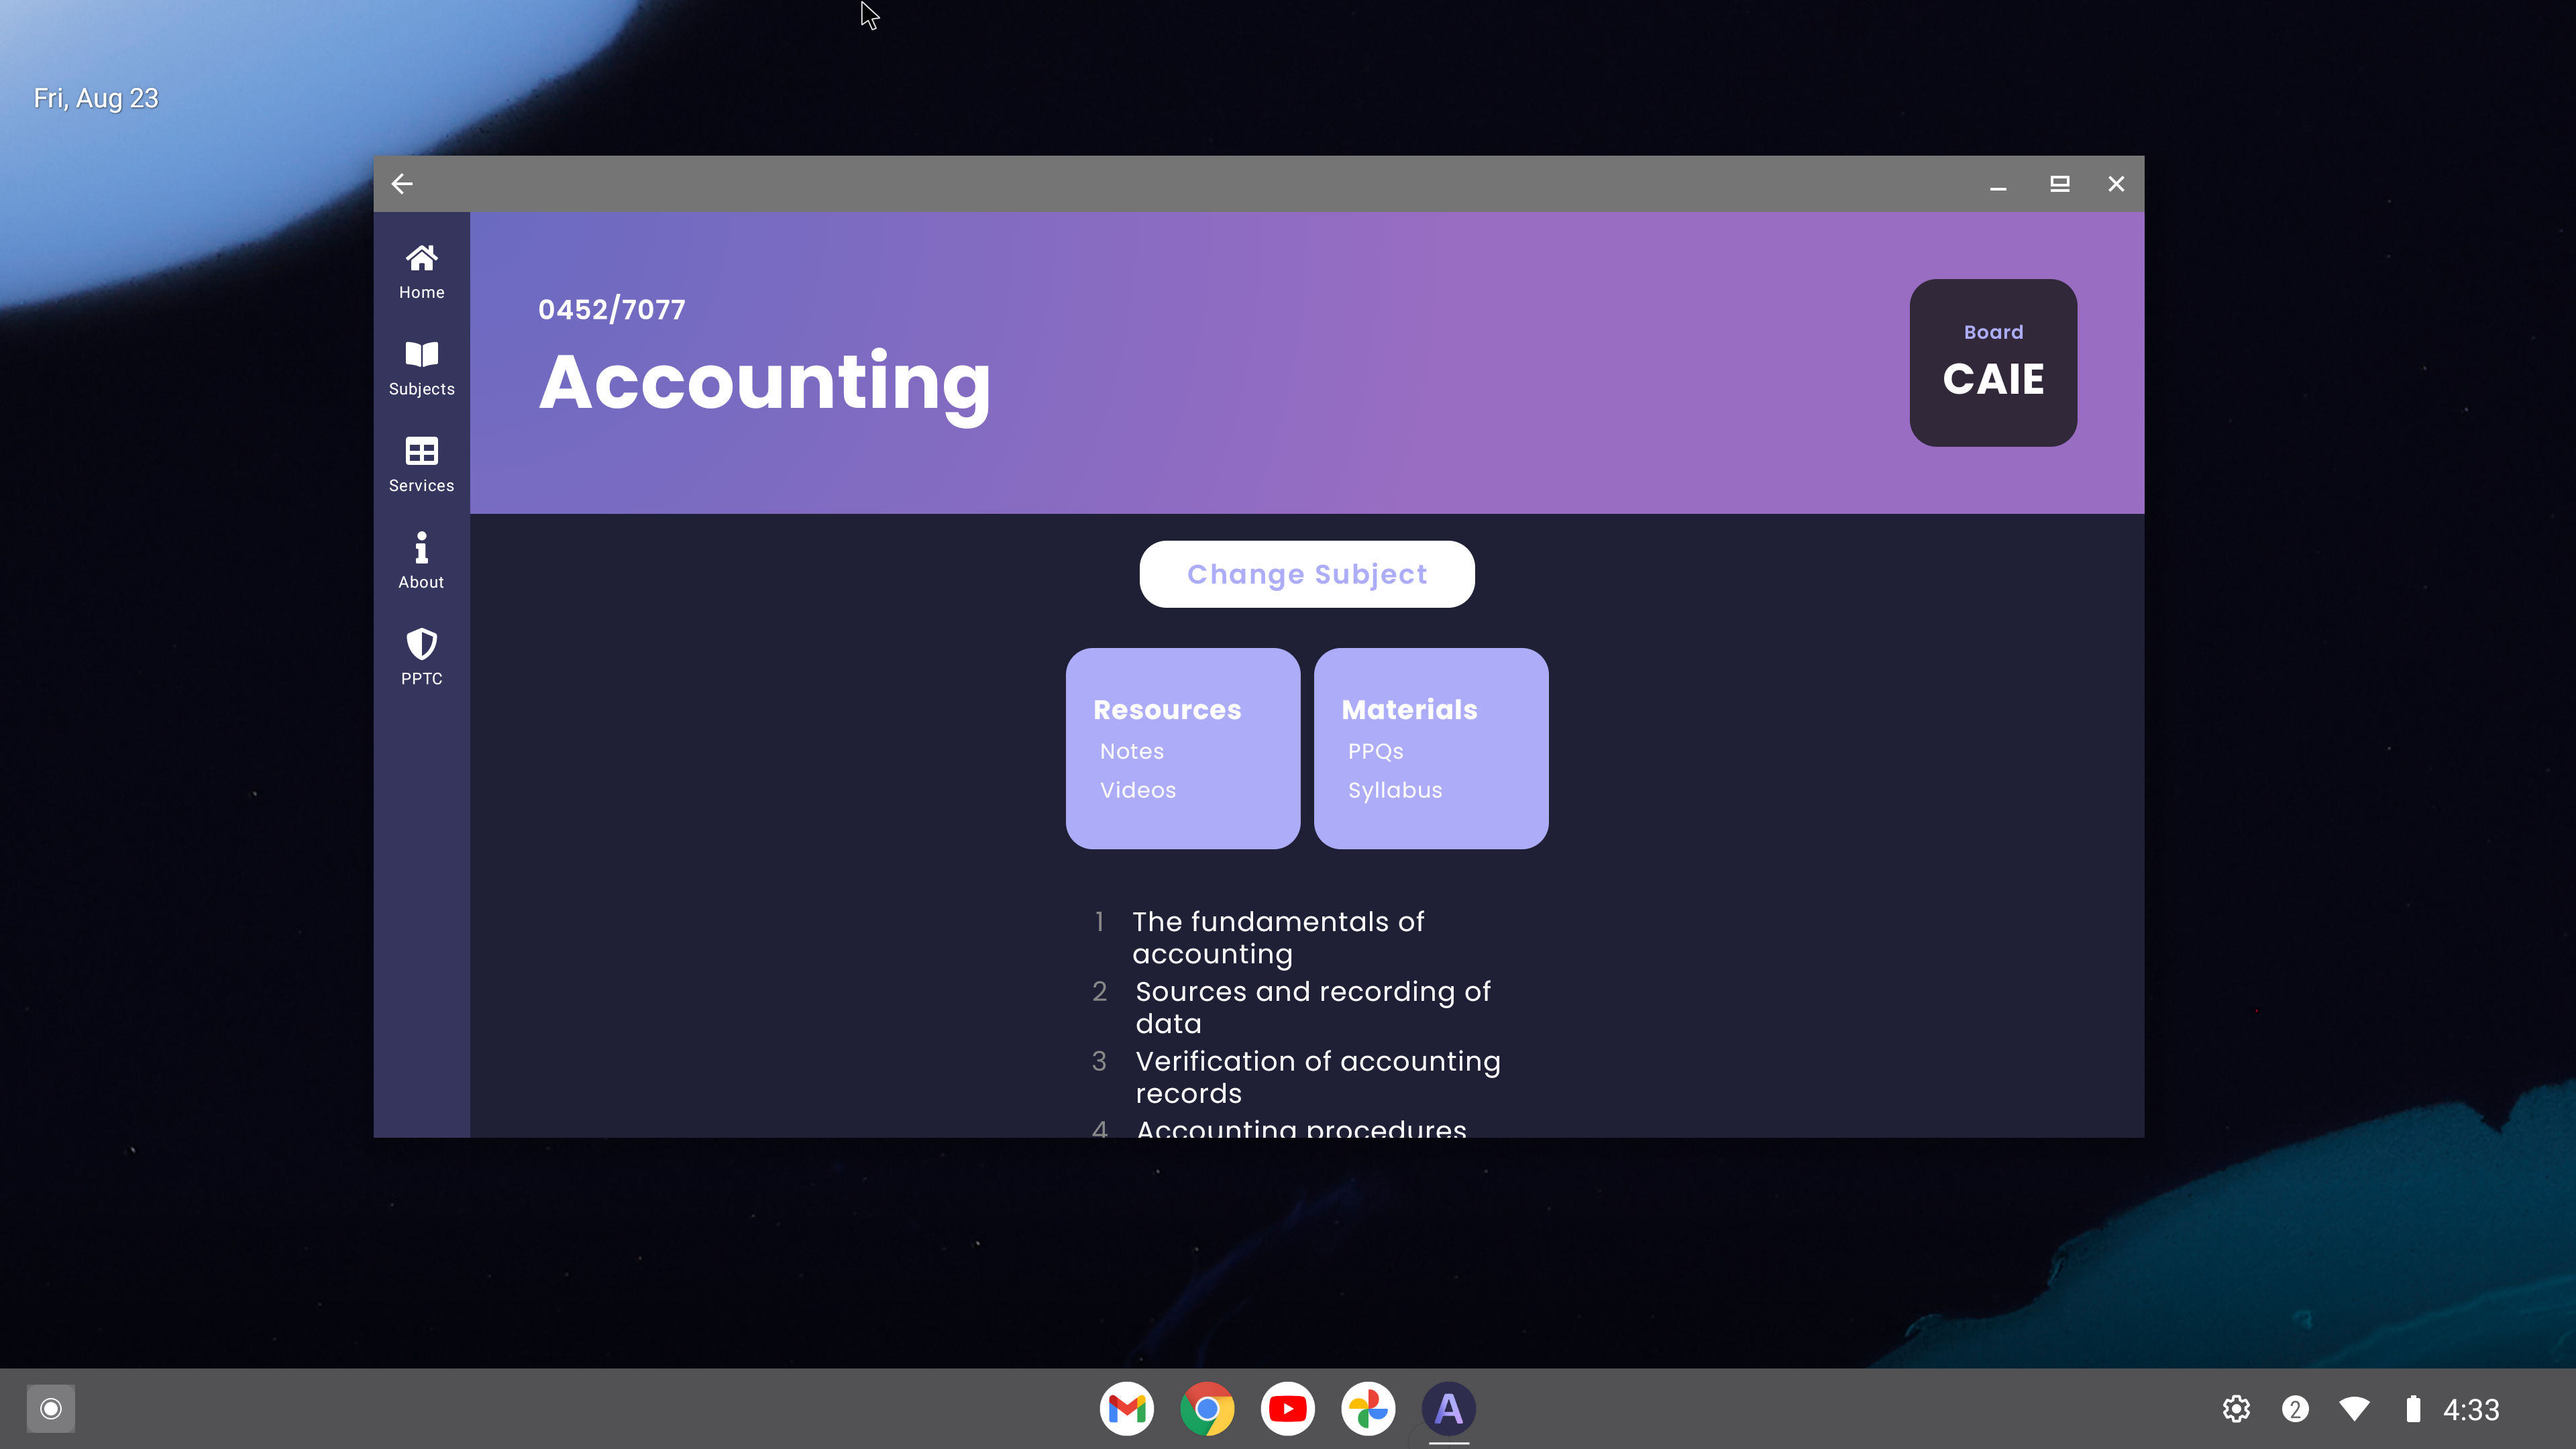 Fri, Aug 23
Home
Subjects
Services
About
PPTC
0452/7077
Accounting
Board
CAIE
Change Subject
Resources
Notes
Videos
Materials
PPQs
Syllabus
1 The fundamentals of
accounting
2 Sources and recording of
data
3 Verification of accounting
records
4 Accounting procedures
A
2
4:33